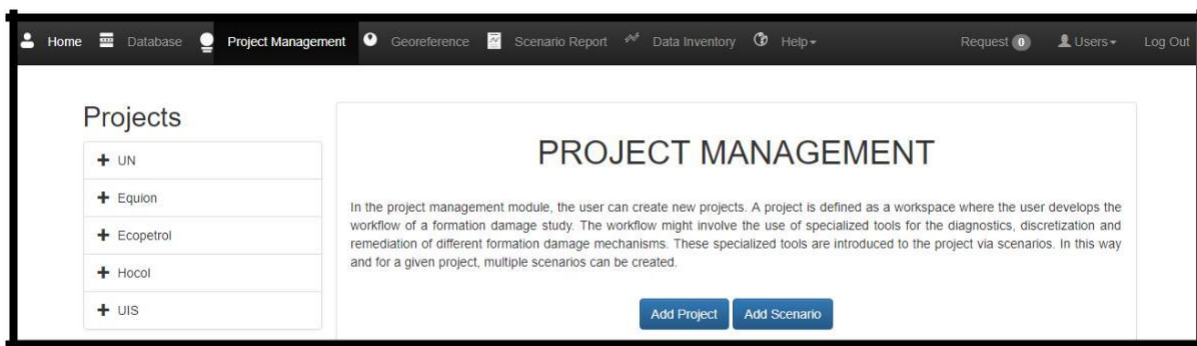 Home Database Project Management Georeference Scenario Report Data Inventory Help Request 0 Users Log Out
Projects
UN
Equion
Ecopetrol
Hocol
UIS
PROJECT MANAGEMENT
In the project management module, the user can create new projects. A project is defined as a workspace where the user develops the
workflow of a formation damage study. The workflow might involve the use of specialized tools for the diagnostics, discretization and
remediation of different formation damage mechanisms. These specialized tools are introduced to the project via scenarios. In this way
and for a given project, multiple scenarios can be created.
Add Project Add Scenario